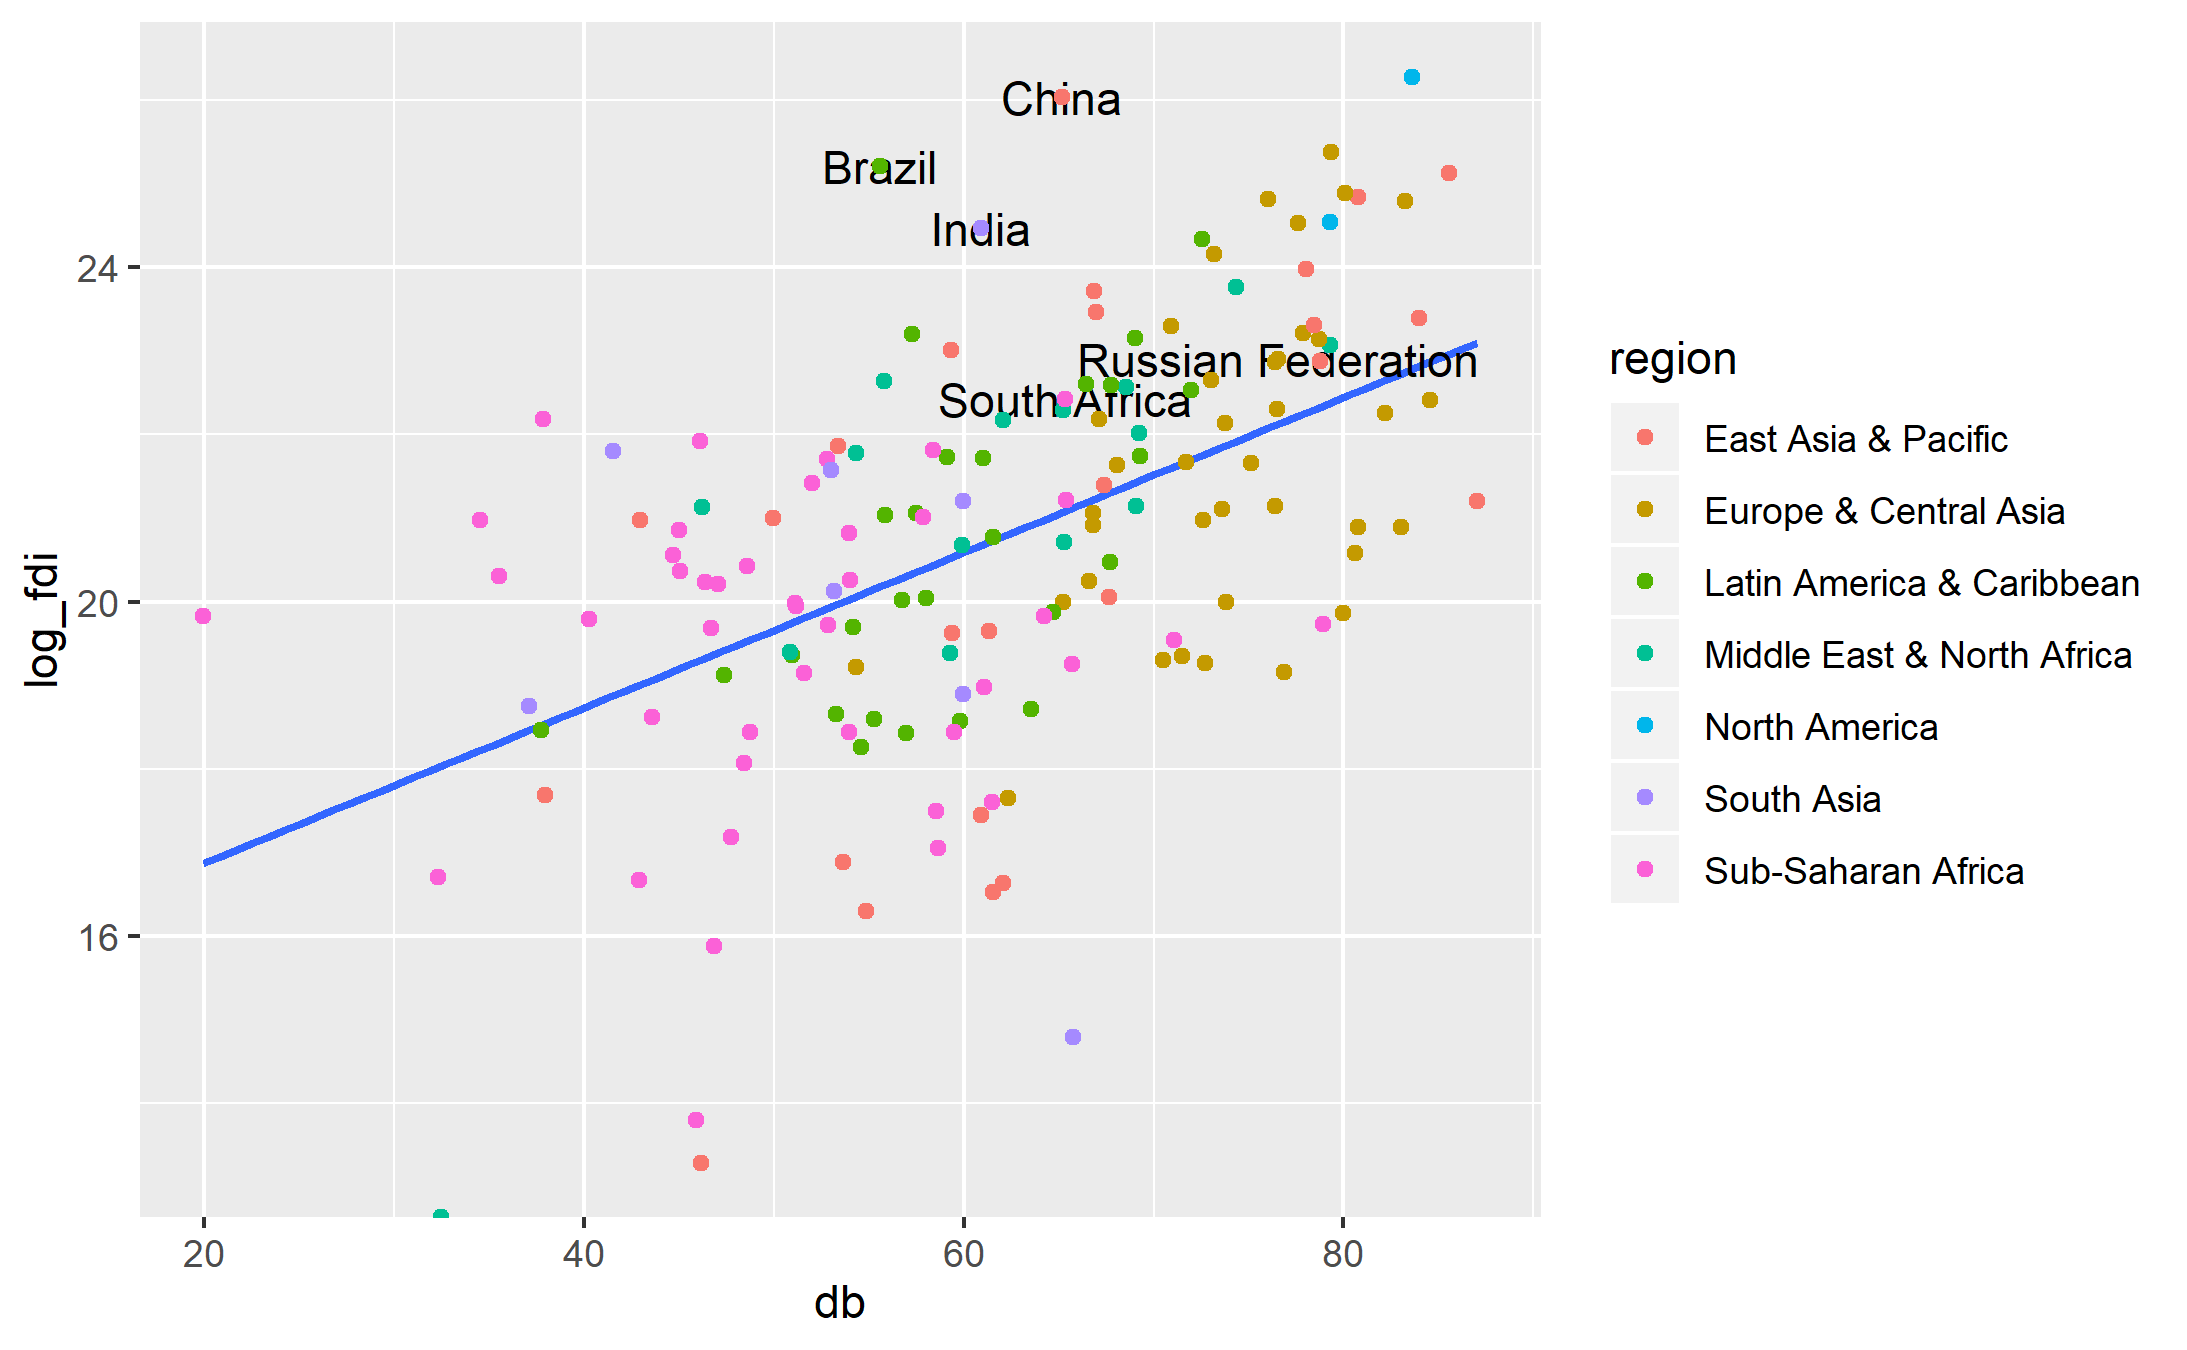 China
Brazil
India
Russian Federation
South Africa
24
20
16
log_fdi
20
40
60
80
db
region
East Asia & Pacific
Europe & Central Asia
Latin America & Caribbean
Middle East & North Africa
North America
South Asia
Sub-Saharan Africa